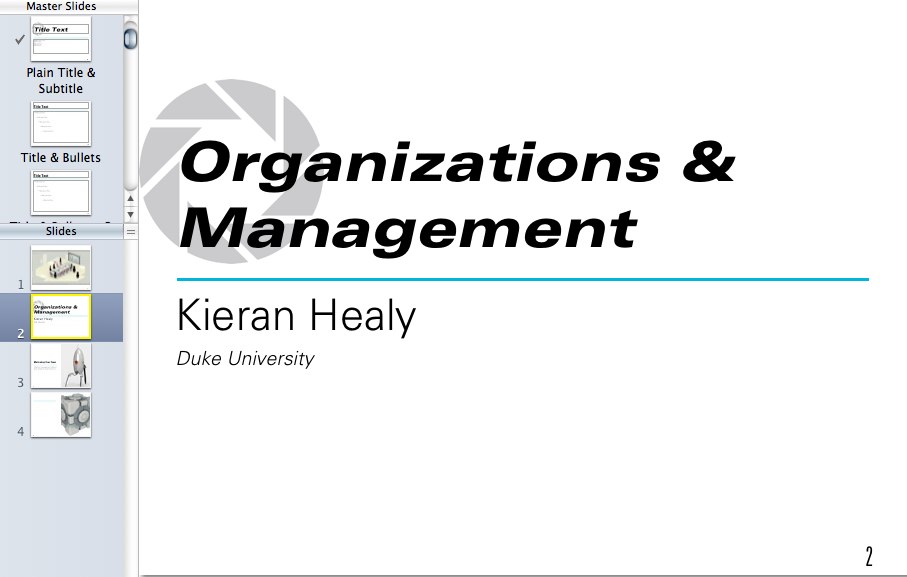 Master Slides
Title Text
Plain Title &
Subtitle
Title Text
Title & Bullets
Title Text
Slides
1
Organizations &
Management
Kieran Healy
2
3
4
Organizations &
Management
Kieran Healy
Duke University
2